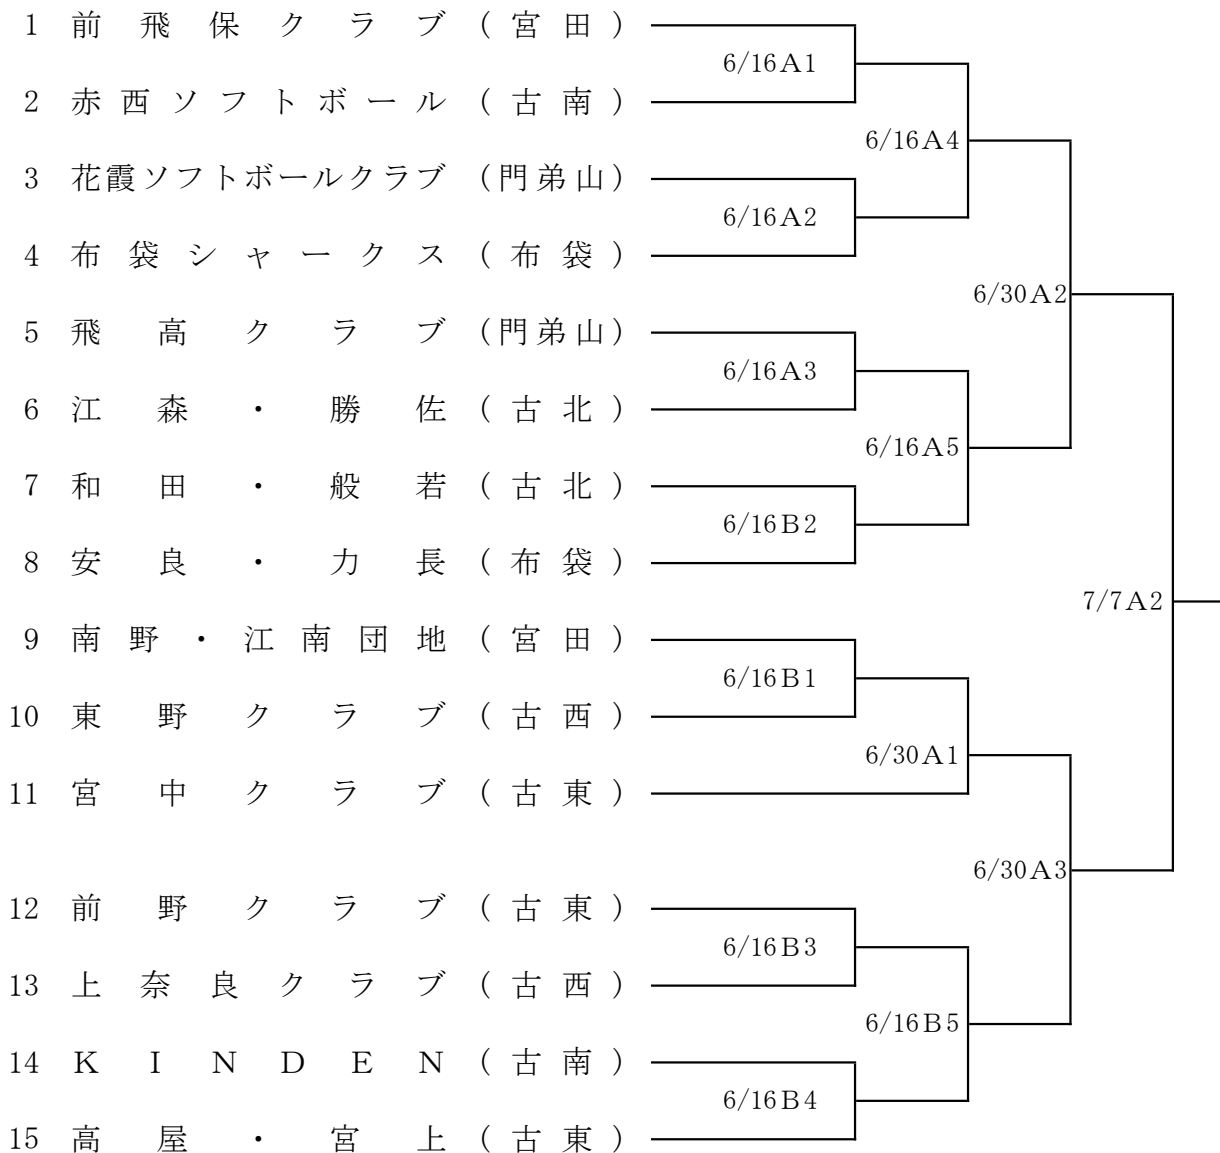 1 前飛保クラブ(宮田)
6/16A1
2 赤西ソフトボール(古南)
6/16A4
3 花霞ソフトボールクラブ(門弟山)
6/16A2
4 布袋シャークス(布袋)
6/30A2
5 飛高クラブ(門弟山)
6/16A3
6 江森・勝佐(古北)
6/16A5
7 和田・般若(古北)
6/16B2
8 安良・力長(布袋)
7/7A2
9 南野・江南団地(宮田)
6/16B1
10 東野クラブ(古西)
6/30A1
11 宮中クラブ(古東)
6/30A3
12 前野クラブ(古東)
6/16B3
13 上奈良クラブ(古西)
6/16B5
14 KINDEN(古南)
6/16B4
15 高屋・宮上(古東)